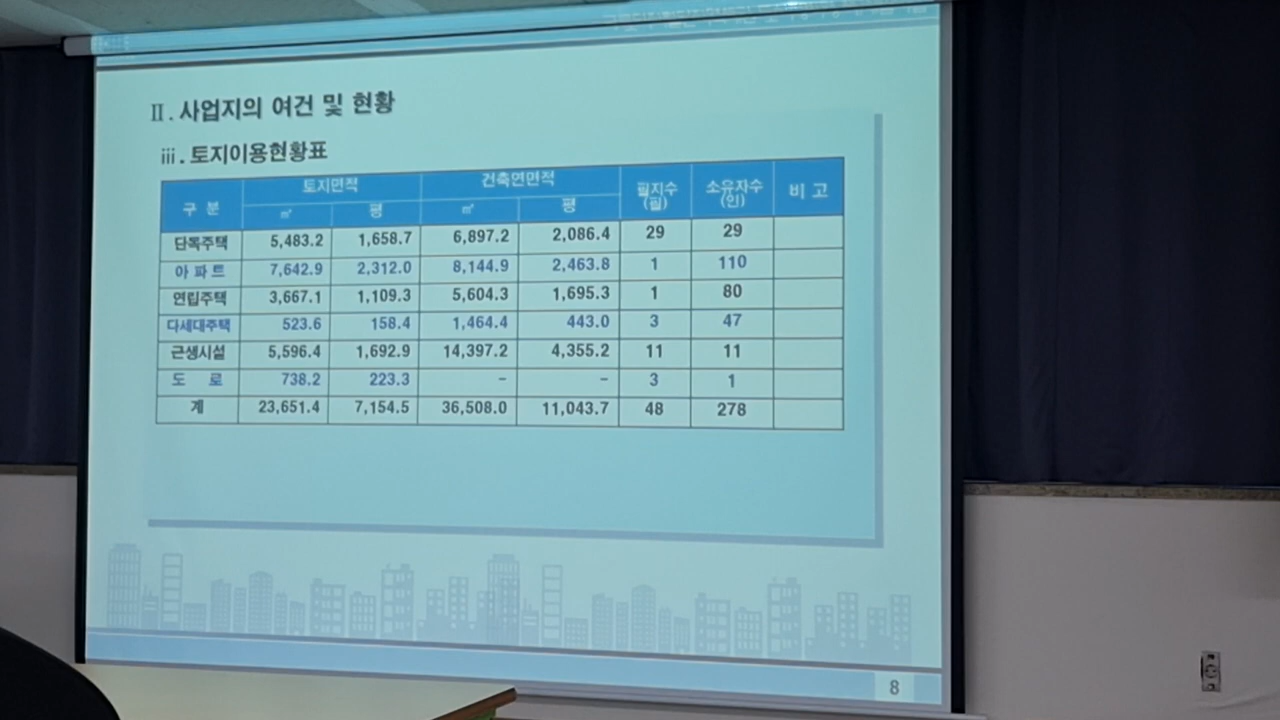 Ⅱ. 사업지의 여건 및 현황
ⅲ. 토지이용현황표
구 분 토지면적 건축연면적 필지수(필) 소유자수(인) 비 고
㎡ 평 ㎡ 평
단독주택 5,483.2 1,658.7 6,897.2 2,086.4 29 29
아 파 트 7,642.9 2,312.0 8,144.9 2,463.8 1 110
연립주택 3,667.1 1,109.3 5,604.3 1,695.3 1 80
다세대주택 523.6 158.4 1,464.4 443.0 3 47
근생시설 5,596.4 1,692.9 14,397.2 4,355.2 11 11
도 로 738.2 223.3 – – 3 1
계 23,651.4 7,154.5 36,508.0 11,043.7 48 278
8